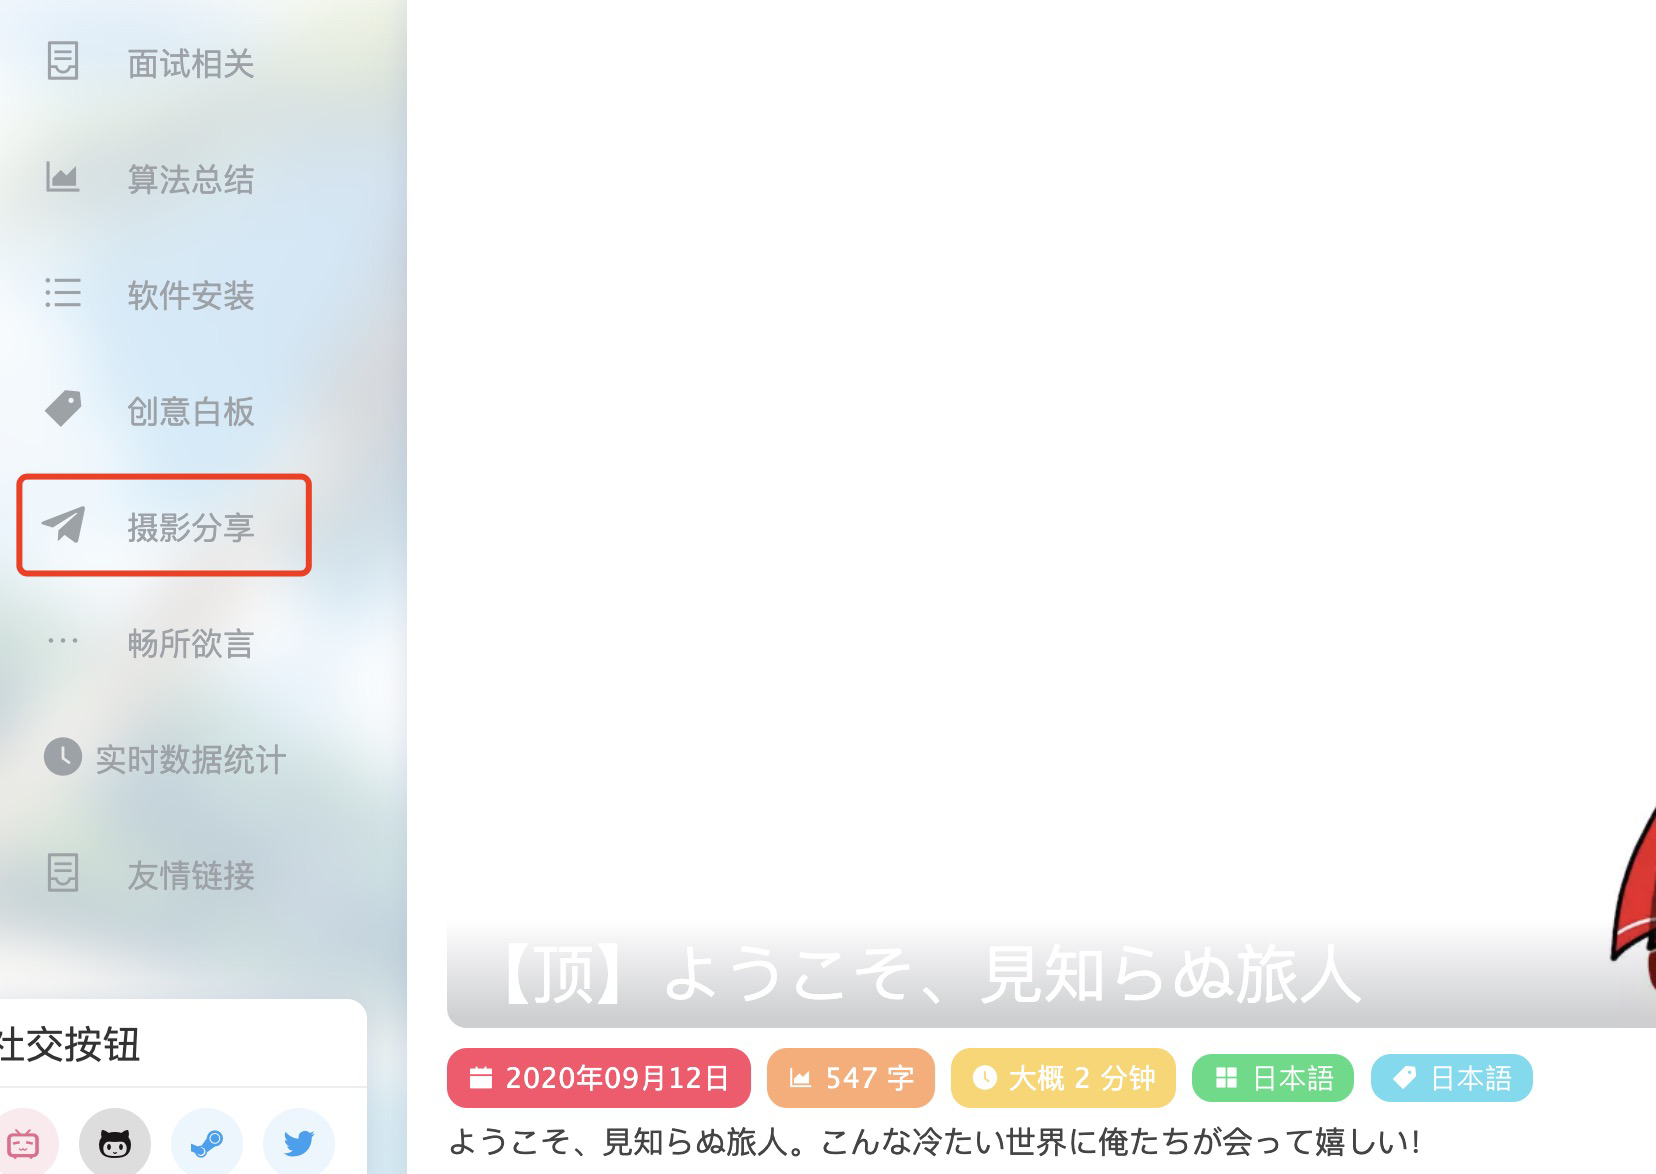 面试相关
算法总结
软件安装
创意白板
摄影分享
畅所欲言
实时数据统计
友情链接
社交按钮
【顶】ようこそ、見知らぬ旅人
2020年09月12日 547 字 大概 2 分钟 日本語 日本語
ようこそ、見知らぬ旅人。こんな冷たい世界に俺たちが会って嬉しい！